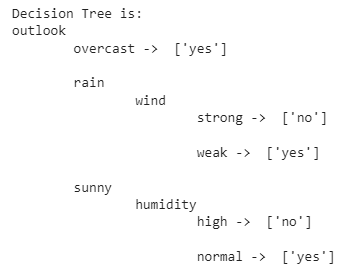 Decision Tree is:
outlook
overcast -> ['yes']
rain
wind
strong -> ['no']
weak -> ['yes']
sunny
humidity
high -> ['no']
normal -> ['yes']